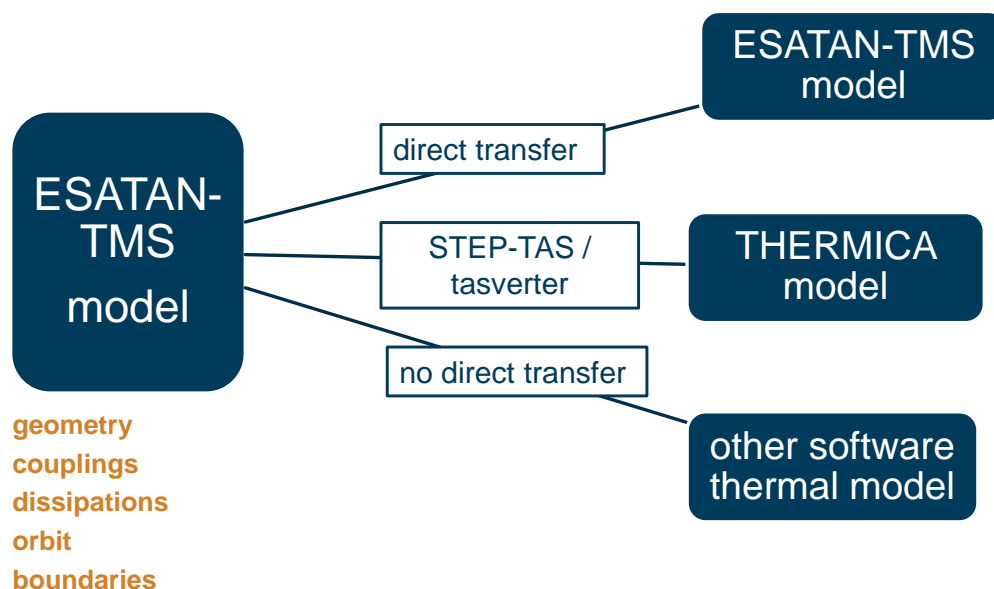 ESATAN-
TMS
model
geometry
couplings
dissipations
orbit
boundaries
direct transfer
STEP-TAS /
tasverter
no direct transfer
ESATAN-TMS
model
THERMICA
model
other software
thermal model